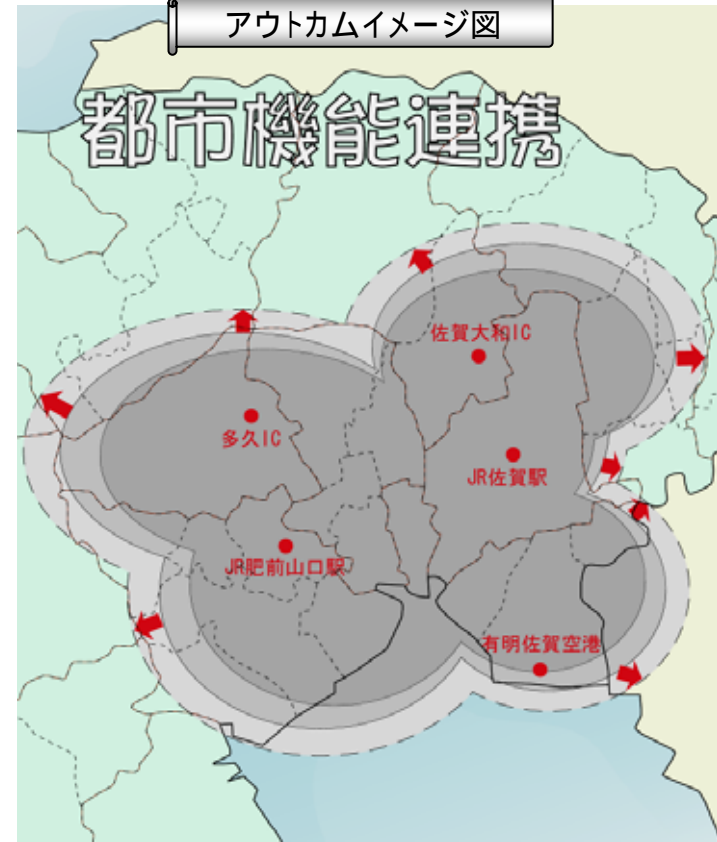 アウトカムイメージ図
都市機能連携
佐賀大和IC
多久IC
JR佐賀駅
JR肥前山口駅
有明佐賀空港